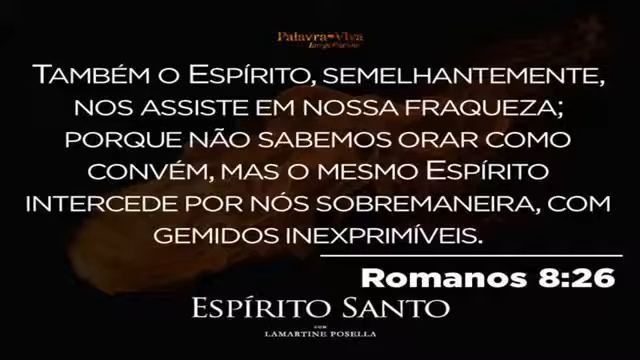 Palavra Viva
TAMBÉM O ESPÍRITO, SEMELHANTEMENTE,
NOS ASSISTE EM NOSSA FRAQUEZA;
PORQUE NÃO SABEMOS ORAR COMO
CONVÉM, MAS O MESMO ESPÍRITO
INTERCEDE POR NÓS SOBREMANEIRA, COM
GEMIDOS INEXPRIMÍVEIS.
Romanos 8:26
ESPÍRITO SANTO
COM
LAMARTINE POSELLA